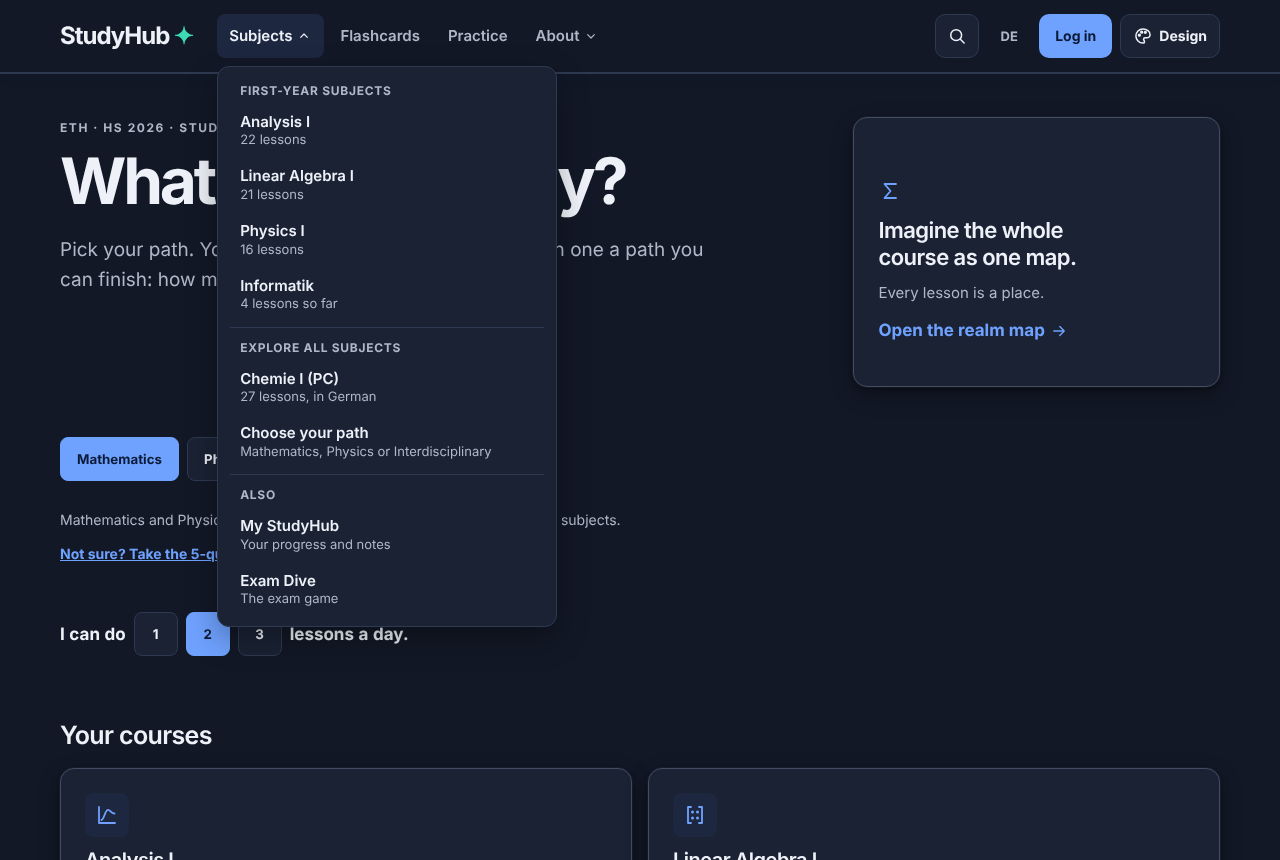 StudyHub
Subjects
Flashcards
Practice
About
DE
Log in
Design
FIRST-YEAR SUBJECTS
Analysis I
22 lessons
Linear Algebra I
21 lessons
Physics I
16 lessons
Informatik
4 lessons so far
EXPLORE ALL SUBJECTS
Chemie I (PC)
27 lessons, in German
Choose your path
Mathematics, Physics or Interdisciplinary
ALSO
My StudyHub
Your progress and notes
Exam Dive
The exam game
ETH · HS 2026 ·
What
Pick your path.
one a path you
can finish: how
Σ
Imagine the whole
course as one map.
Every lesson is a place.
Open the realm map →
Mathematics
Mathematics and
subjects.
Not sure? Take the
I can do 1 2 3 lessons a day.
Your courses
Analysis I
Linear Algebra I